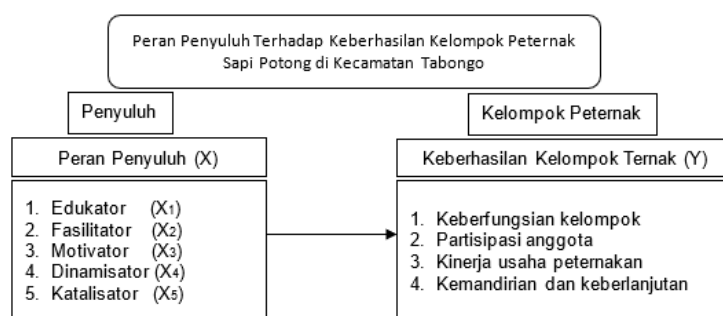 Peran Penyuluh Terhadap Keberhasilan Kelompok Peternak
Sapi Potong di Kecamatan Tabongo
Penyuluh
Kelompok Peternak
Peran Penyuluh (X)
Keberhasilan Kelompok Ternak (Y)
1. Edukator (X₁)
2. Fasilitator (X₂)
3. Motivator (X₃)
4. Dinamisator (X₄)
5. Katalisator (X₅)
1. Keberfungsian kelompok
2. Partisipasi anggota
3. Kinerja usaha peternakan
4. Kemandirian dan keberlanjutan